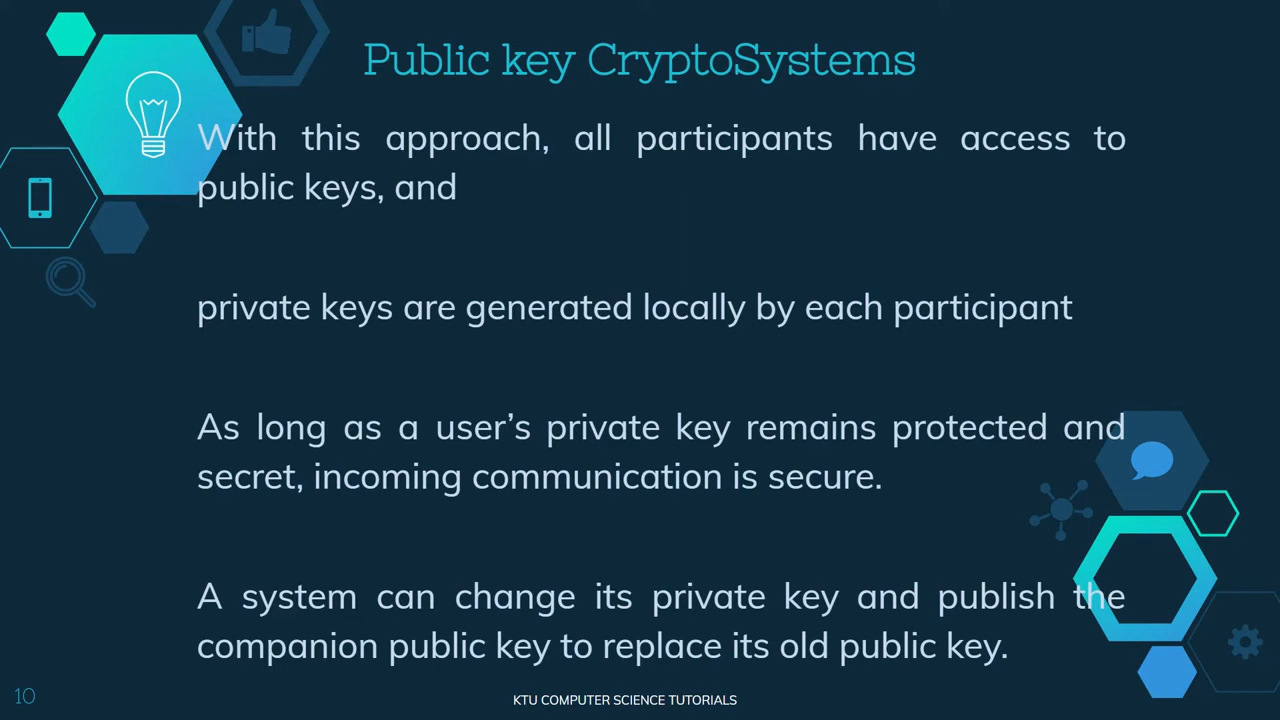 Public key CryptoSystems
With this approach, all participants have access to
public keys, and
private keys are generated locally by each participant
As long as a user’s private key remains protected and
secret, incoming communication is secure.
A system can change its private key and publish the
companion public key to replace its old public key.
10
KTU COMPUTER SCIENCE TUTORIALS